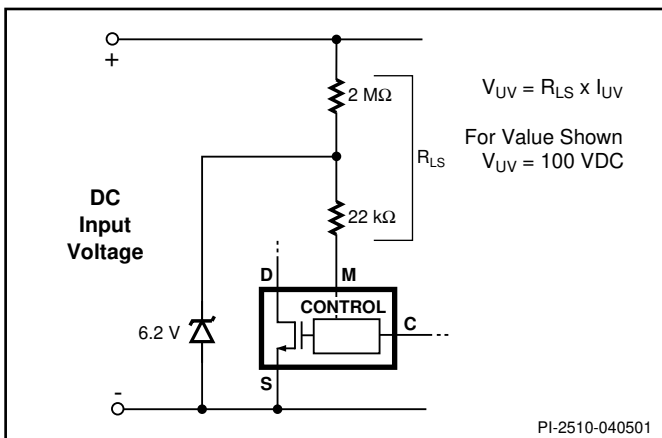 +
2 MΩ
V_UV = R_LS x I_UV
For Value Shown
V_UV = 100 VDC
R_LS
DC
Input
Voltage
22 kΩ
D
M
CONTROL
C
6.2 V
S
-
PI-2510-040501